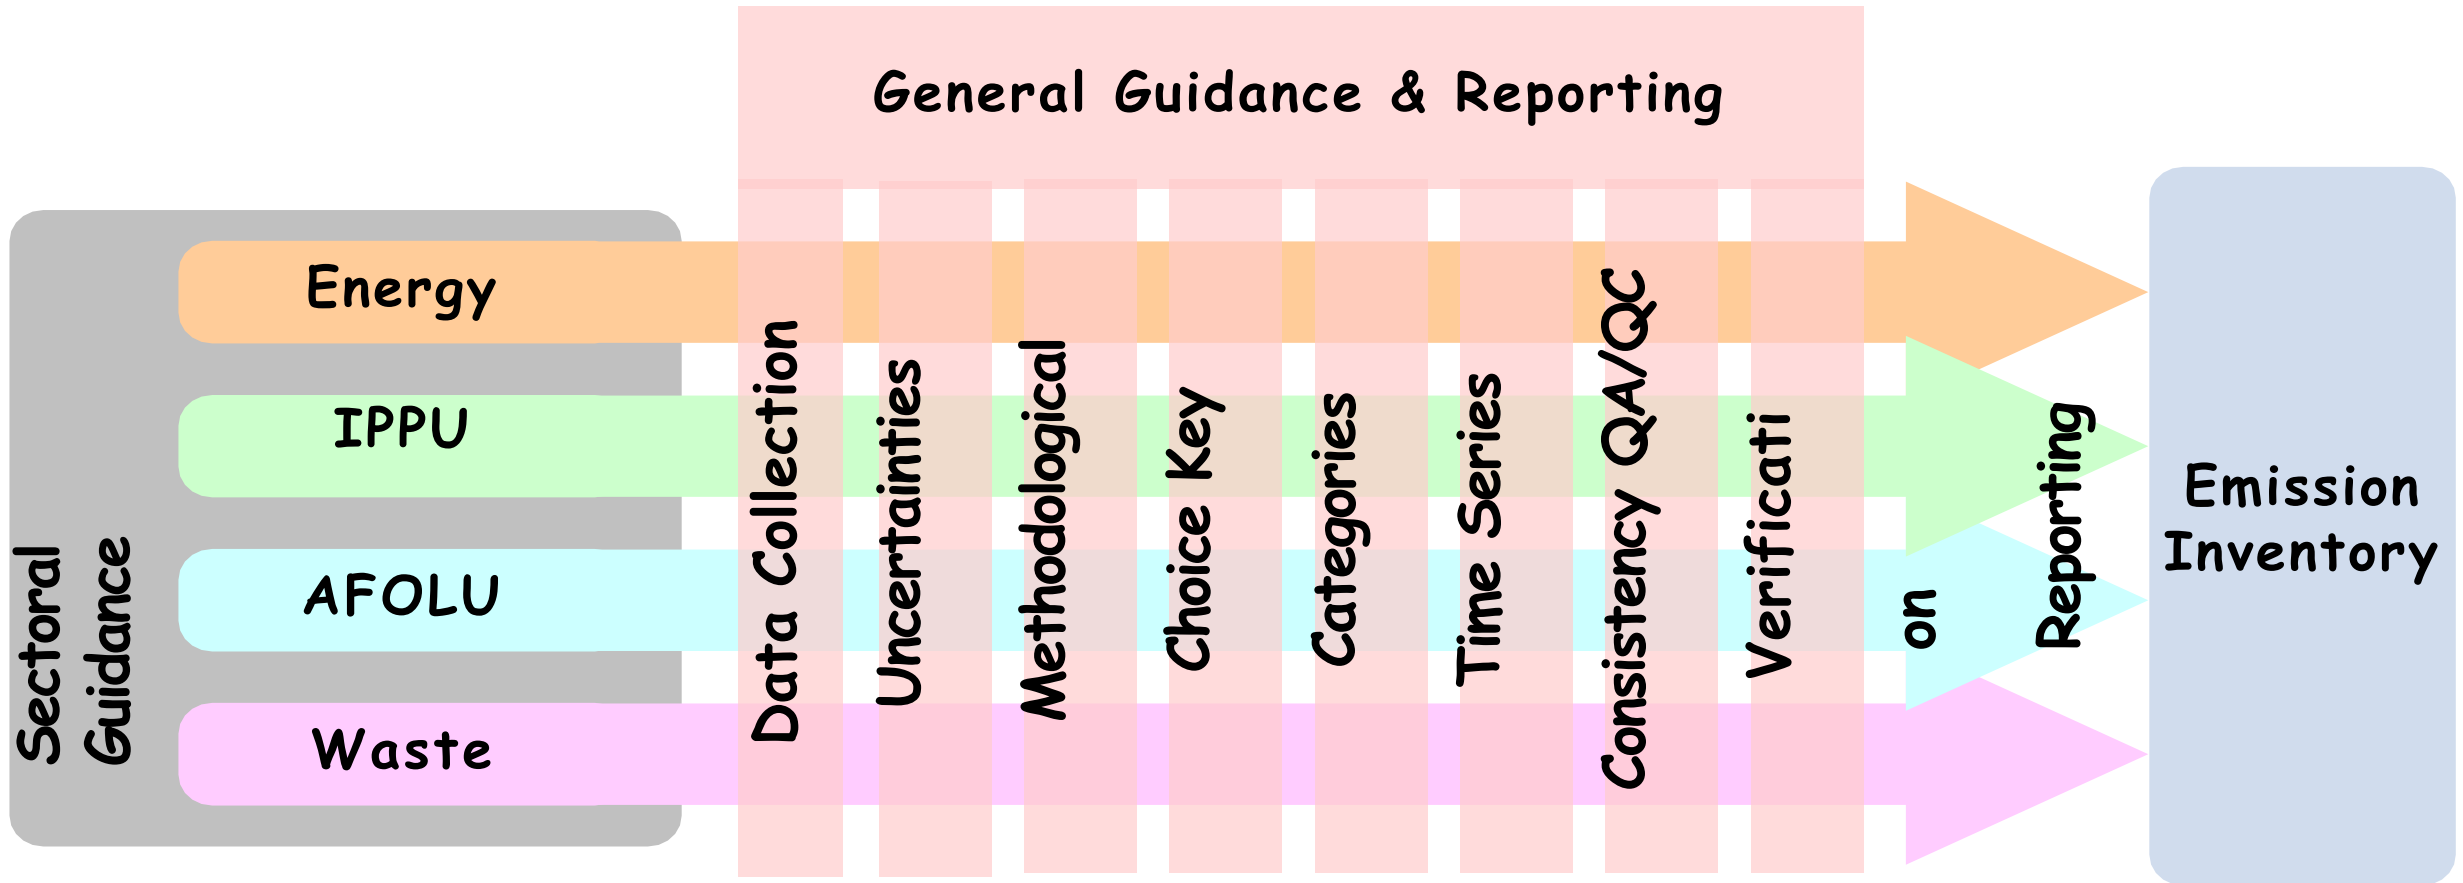 General Guidance & Reporting
Sectoral
Guidance
Energy
IPPU
AFOLU
Waste
Data Collection
Uncertainties
Methodological
Choice Key
Categories
Time Series
Consistency QA/QC
Verificati
on
Reporting
Emission
Inventory